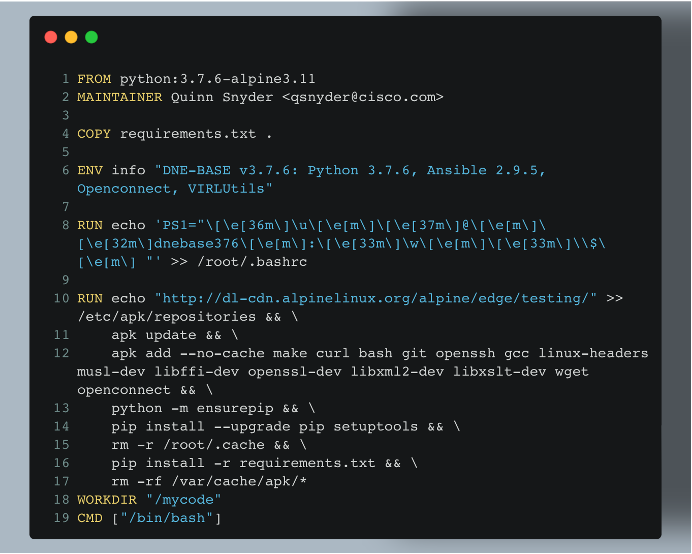 1 FROM python:3.7.6-alpine3.11
2 MAINTAINER Quinn Snyder <qsnyder@cisco.com>
3
4 COPY requirements.txt .
5
6 ENV info "DNE-BASE v3.7.6: Python 3.7.6, Ansible 2.9.5,
Openconnect, VIRLUtils"
7
8 RUN echo 'PS1="\[\e[36m\]\u\[\e[m\]\[\e[37m\]@\[\e[m\]\
[\e[32m\]dnebase376\[\e[m\]:\[\e[33m\]\w\[\e[m\]\[\e[33m\]\\$\
[\e[m\] "' >> /root/.bashrc
9
10 RUN echo "http://dl-cdn.alpinelinux.org/alpine/edge/testing/" >>
/etc/apk/repositories && \
11     apk update && \
12     apk add --no-cache make curl bash git openssh gcc linux-headers
musl-dev libffi-dev openssl-dev libxml2-dev libxslt-dev wget
openconnect && \
13     python -m ensurepip && \
14     pip install --upgrade pip setuptools && \
15     rm -r /root/.cache && \
16     pip install -r requirements.txt && \
17     rm -rf /var/cache/apk/*
18 WORKDIR "/mycode"
19 CMD ["/bin/bash"]